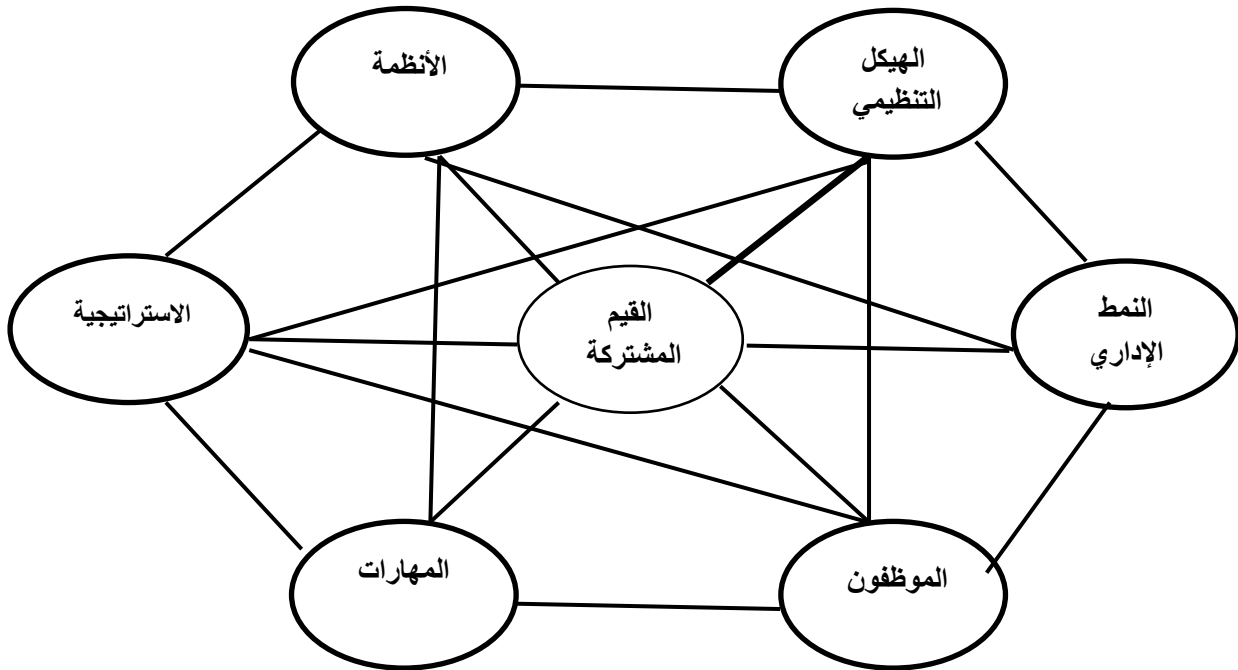 الهيكل
التنظيمي
الأنظمة
النمط
الإداري
القيم
المشتركة
الاستراتيجية
الموظفون
المهارات